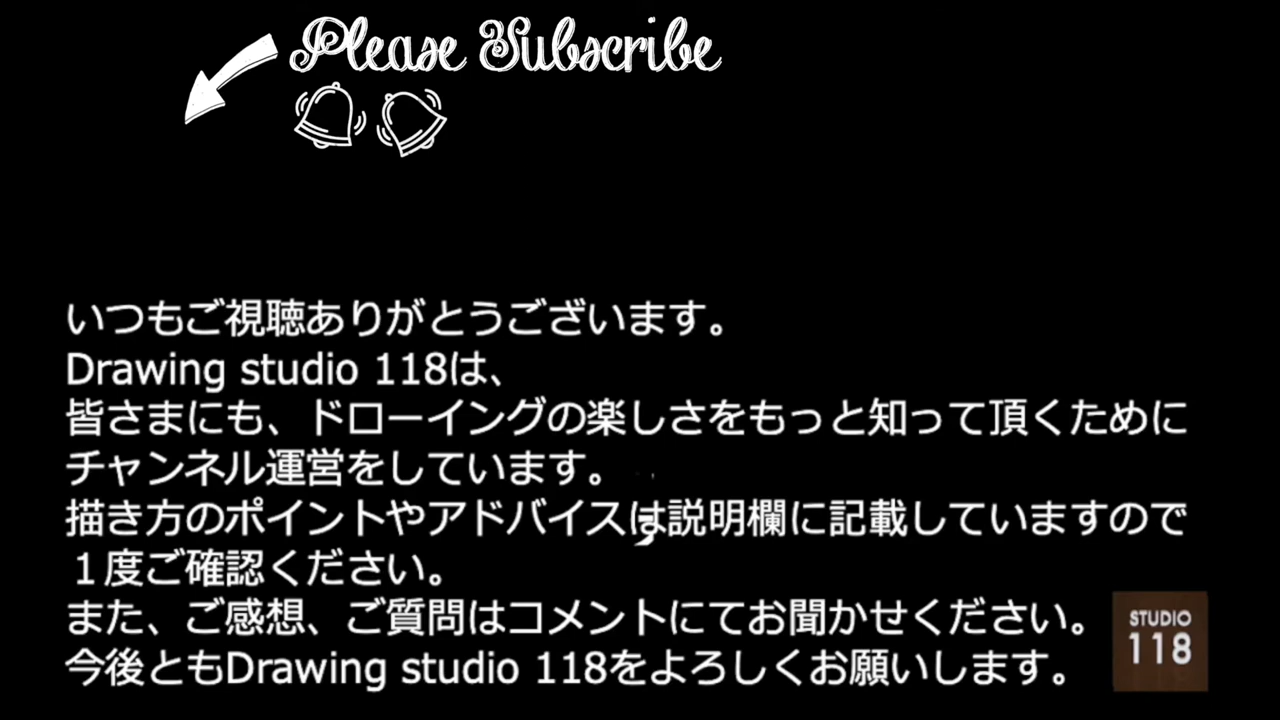 Please Subscribe
いつもご視聴ありがとうございます。
Drawing studio 118は、
皆さまにも、ドローイングの楽しさをもっと知って頂くために
チャンネル運営をしています。
描き方のポイントやアドバイスは説明欄に記載していますので
１度ご確認ください。
また、ご感想、ご質問はコメントにてお聞かせください。
今後ともDrawing studio 118をよろしくお願いします。
STUDIO
118